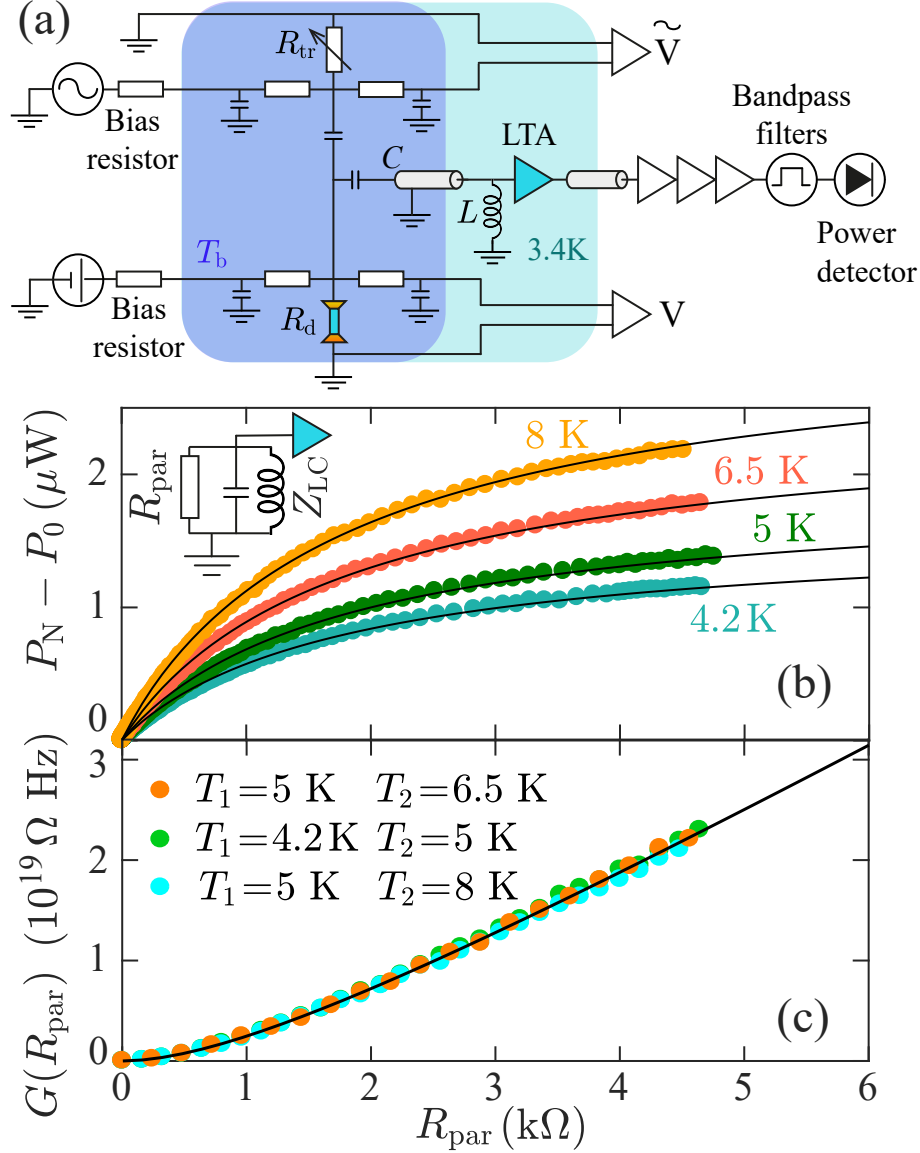 (a)
R_tr
Ṽ
Bias
resistor
C
LTA
Bandpass
filters
L
T_b
3.4K
Power
detector
Bias
resistor
R_d
V
P_N − P_0 (μW)
2
1
0
R_par
Z_LC
8 K
6.5 K
5 K
4.2 K
(b)
G(R_par) (10^19 Ω Hz)
3
2
1
0
T_1=5 K T_2=6.5 K
T_1=4.2 K T_2=5 K
T_1=5 K T_2=8 K
(c)
0 1 2 3 4 5 6
R_par (kΩ)